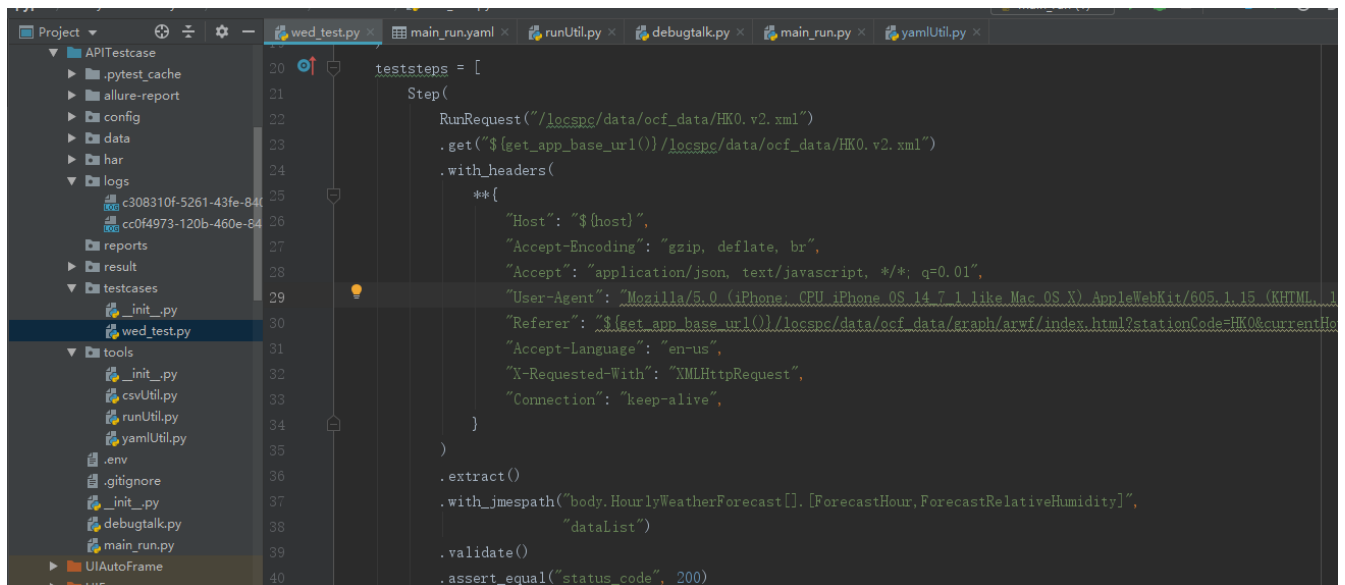 Project
wed_test.py
main_run.yaml
runUtil.py
debugtalk.py
main_run.py
yamlUtil.py
APITestcase
.pytest_cache
allure-report
config
data
har
logs
c308310f-5261-43fe-840
cc0f4973-120b-460e-84
reports
result
testcases
__init__.py
wed_test.py
tools
__init__.py
csvUtil.py
runUtil.py
yamlUtil.py
.env
.gitignore
__init__.py
debugtalk.py
main_run.py
UIAutoFrame
20 teststeps = [
21 Step(
22 RunRequest("/locspc/data/ocf_data/HKO.v2.xml")
23 .get("${get_app_base_url()}/locspc/data/ocf_data/HKO.v2.xml")
24 .with_headers(
25 **{
26 "Host": "${host}",
27 "Accept-Encoding": "gzip, deflate, br",
28 "Accept": "application/json, text/javascript, */*; q=0.01",
29 "User-Agent": "Mozilla/5.0 (iPhone; CPU iPhone OS 14_7_1 like Mac OS X) AppleWebKit/605.1.15 (KHTML, l
30 "Referer": "${get_app_base_url()}/locspc/data/ocf_data/graph/arwf/index.html?stationCode=HKO&currentHo
31 "Accept-Language": "en-us",
32 "X-Requested-With": "XMLHttpRequest",
33 "Connection": "keep-alive",
34 }
35 )
36 .extract()
37 .with_jmespath("body.HourlyWeatherForecast[].[ForecastHour,ForecastRelativeHumidity]",
38 "dataList")
39 .validate()
40 .assert_equal("status_code", 200)